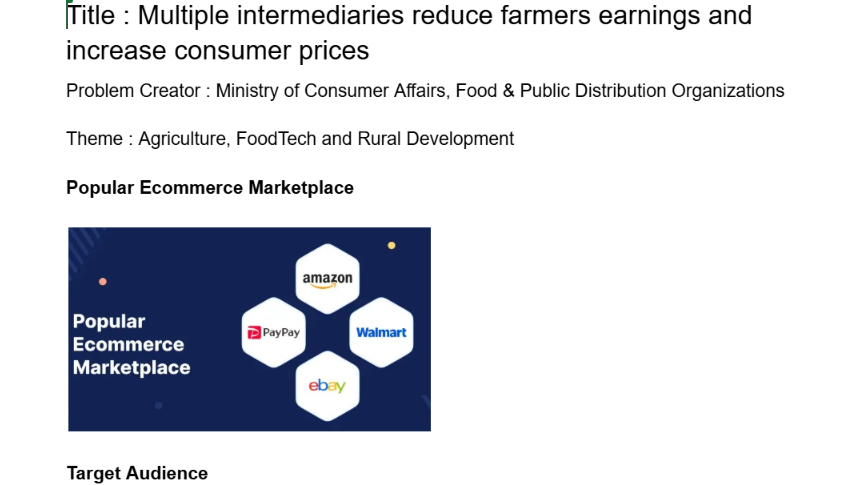 Title : Multiple intermediaries reduce farmers earnings and
increase consumer prices
Problem Creator : Ministry of Consumer Affairs, Food & Public Distribution Organizations
Theme : Agriculture, FoodTech and Rural Development
Popular Ecommerce Marketplace
Popular
Ecommerce
Marketplace
amazon
PayPay
Walmart
ebay
Target Audience